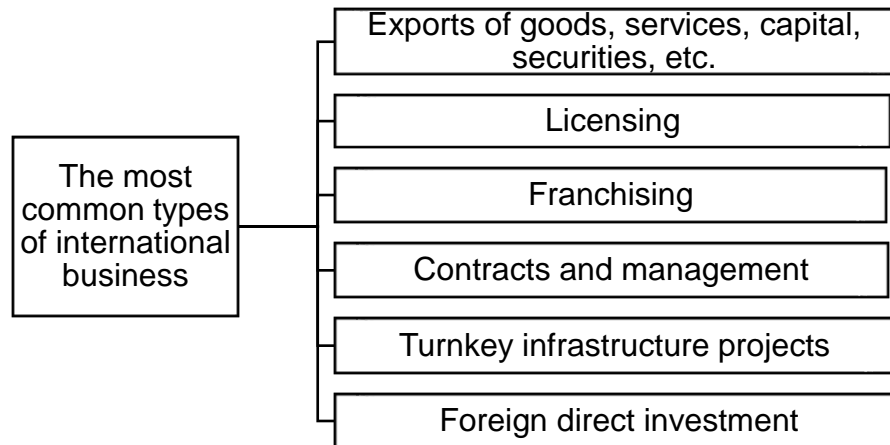 The most
common types
of international
business
Exports of goods, services, capital,
securities, etc.
Licensing
Franchising
Contracts and management
Turnkey infrastructure projects
Foreign direct investment